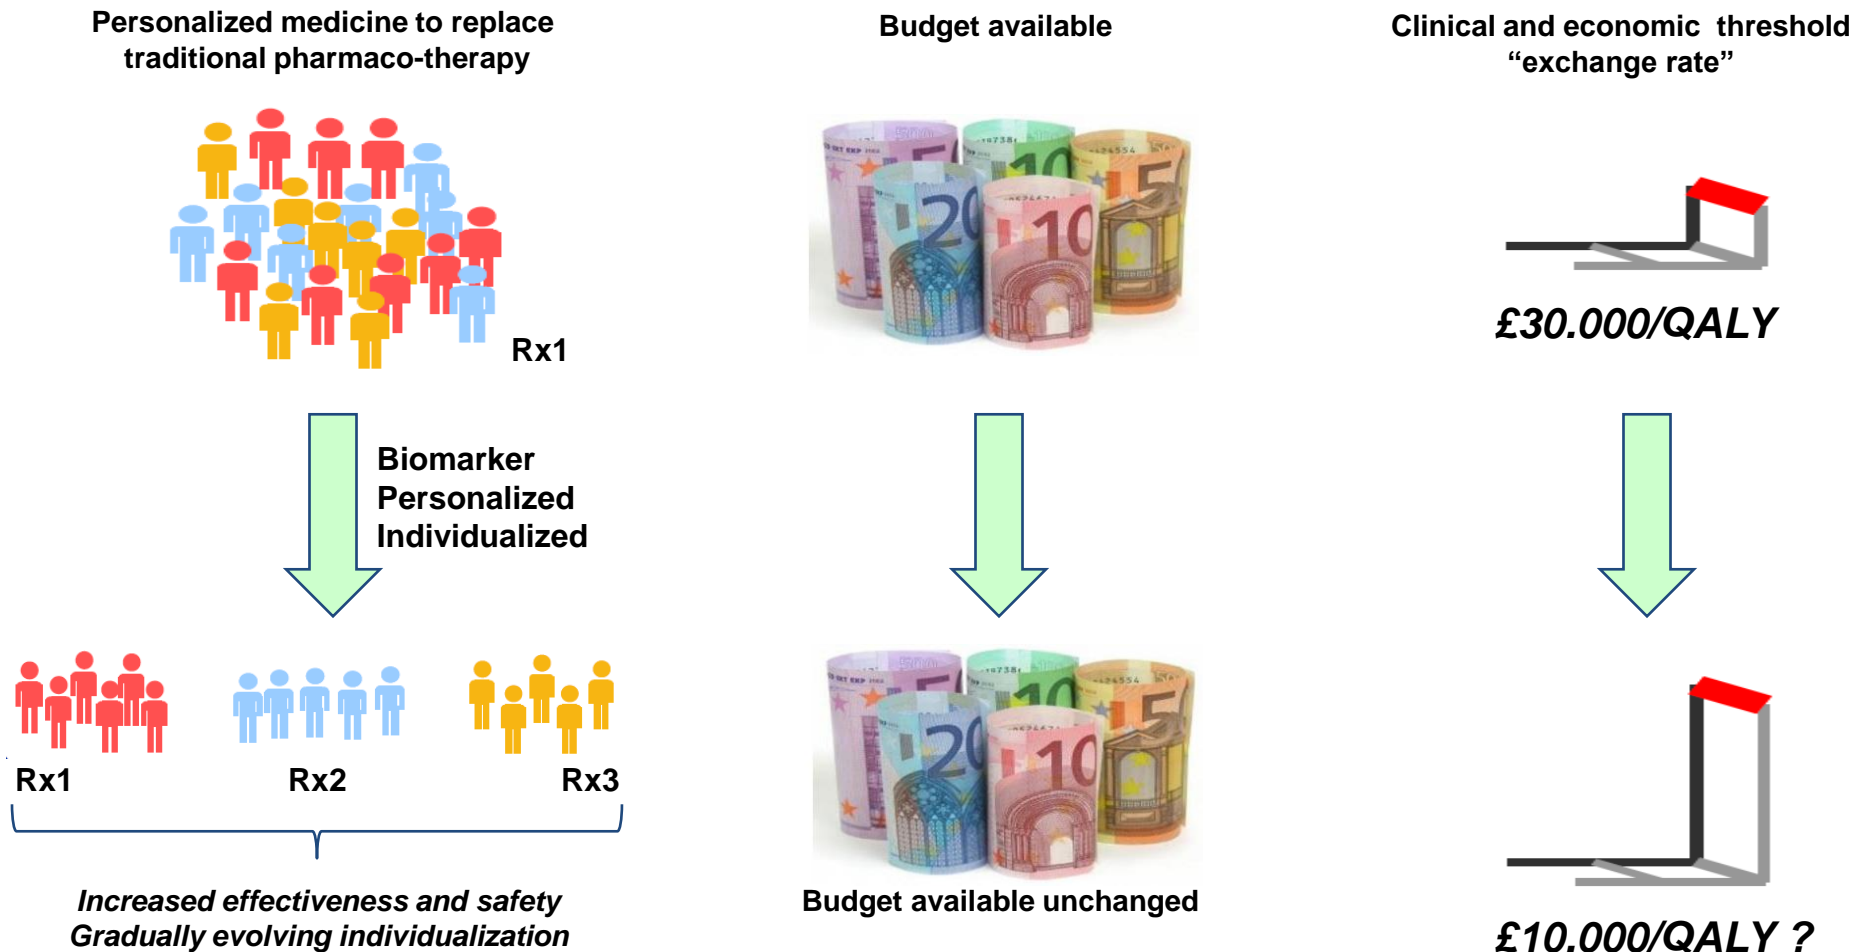 Personalized medicine to replace
traditional pharmaco-therapy
Budget available
Clinical and economic  threshold
“exchange rate”
Rx1
£30.000/QALY
Biomarker
Personalized
Individualized
Rx1
Rx2
Rx3
Increased effectiveness and safety
Gradually evolving individualization
Budget available unchanged
£10.000/QALY ?